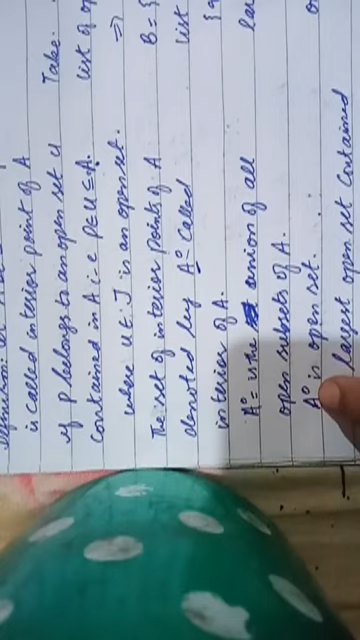 is called interior point of A
if P belongs to an open set U Take.
contained in A i.e P∈U⊆A. list of
where U∈J is an open set. ⇒
The set of interior point of A B = {
denoted by A° called list
interior of A.
A° = is the union of all
open subsets of A.
A° is open set.
largest open set contained